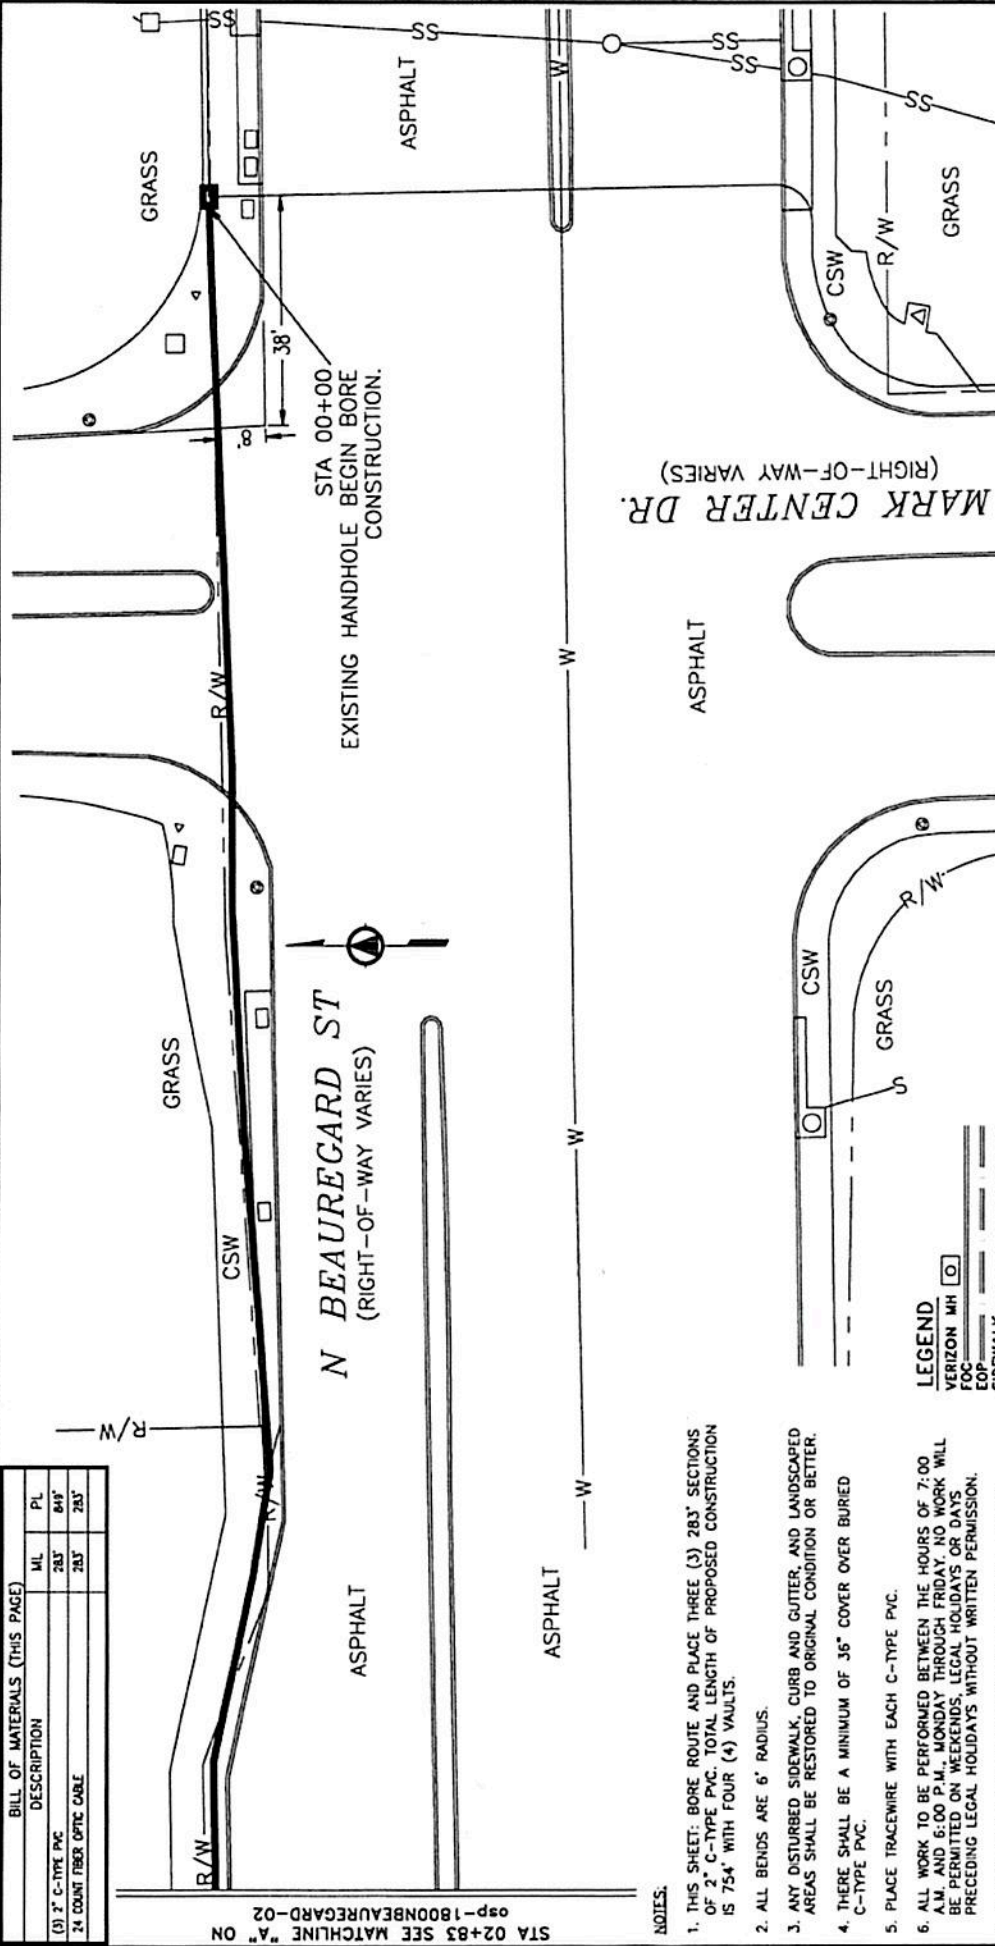 BILL OF MATERIALS (THIS PAGE)
DESCRIPTION ML PL
(3) 2" C-TYPE PVC 283' 849'
24 COUNT FIBER OPTIC CABLE 283' 283'
STA 02+83 SEE MATCHLINE "A" ON
osp-1800NBEAUREGARD-02
R/W
R/W
R/W
R/W
CSW
GRASS
GRASS
SS
SS
SS
SS
SS
ASPHALT
W
STA 00+00
EXISTING HANDHOLE BEGIN BORE
CONSTRUCTION.
38'
8'
N BEAUREGARD ST
(RIGHT-OF-WAY VARIES)
W
W
W
ASPHALT
ASPHALT
ASPHALT
MARK CENTER DR.
(RIGHT-OF-WAY VARIES)
CSW
R/W
GRASS
CSW
R/W
GRASS
S
NOTES:
1. THIS SHEET: BORE ROUTE AND PLACE THREE (3) 283' SECTIONS
OF 2" C-TYPE PVC. TOTAL LENGTH OF PROPOSED CONSTRUCTION
IS 754' WITH FOUR (4) VAULTS.
2. ALL BENDS ARE 6' RADIUS.
3. ANY DISTURBED SIDEWALK, CURB AND GUTTER, AND LANDSCAPED
AREAS SHALL BE RESTORED TO ORIGINAL CONDITION OR BETTER.
4. THERE SHALL BE A MINIMUM OF 36" COVER OVER BURIED
C-TYPE PVC.
5. PLACE TRACEWIRE WITH EACH C-TYPE PVC.
6. ALL WORK TO BE PERFORMED BETWEEN THE HOURS OF 7:00
A.M. AND 6:00 P.M., MONDAY THROUGH FRIDAY. NO WORK WILL
BE PERMITTED ON WEEKENDS, LEGAL HOLIDAYS OR DAYS
PRECEDING LEGAL HOLIDAYS WITHOUT WRITTEN PERMISSION.
LEGEND
VERIZON MH
FOC
EOP